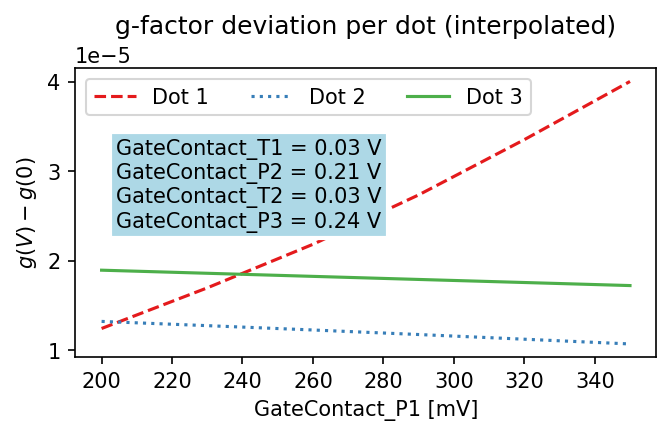 g-factor deviation per dot (interpolated)
1e−5
4
3
2
1
g(V) − g(0)
Dot 1
Dot 2
Dot 3
GateContact_T1 = 0.03 V
GateContact_P2 = 0.21 V
GateContact_T2 = 0.03 V
GateContact_P3 = 0.24 V
200 220 240 260 280 300 320 340
GateContact_P1 [mV]